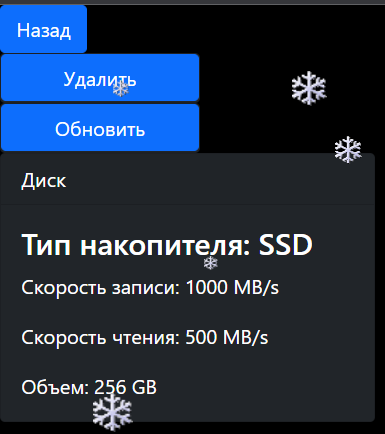 Назад
Удалить
Обновить
Диск
Тип накопителя: SSD
Скорость записи: 1000 MB/s
Скорость чтения: 500 MB/s
Объем: 256 GB